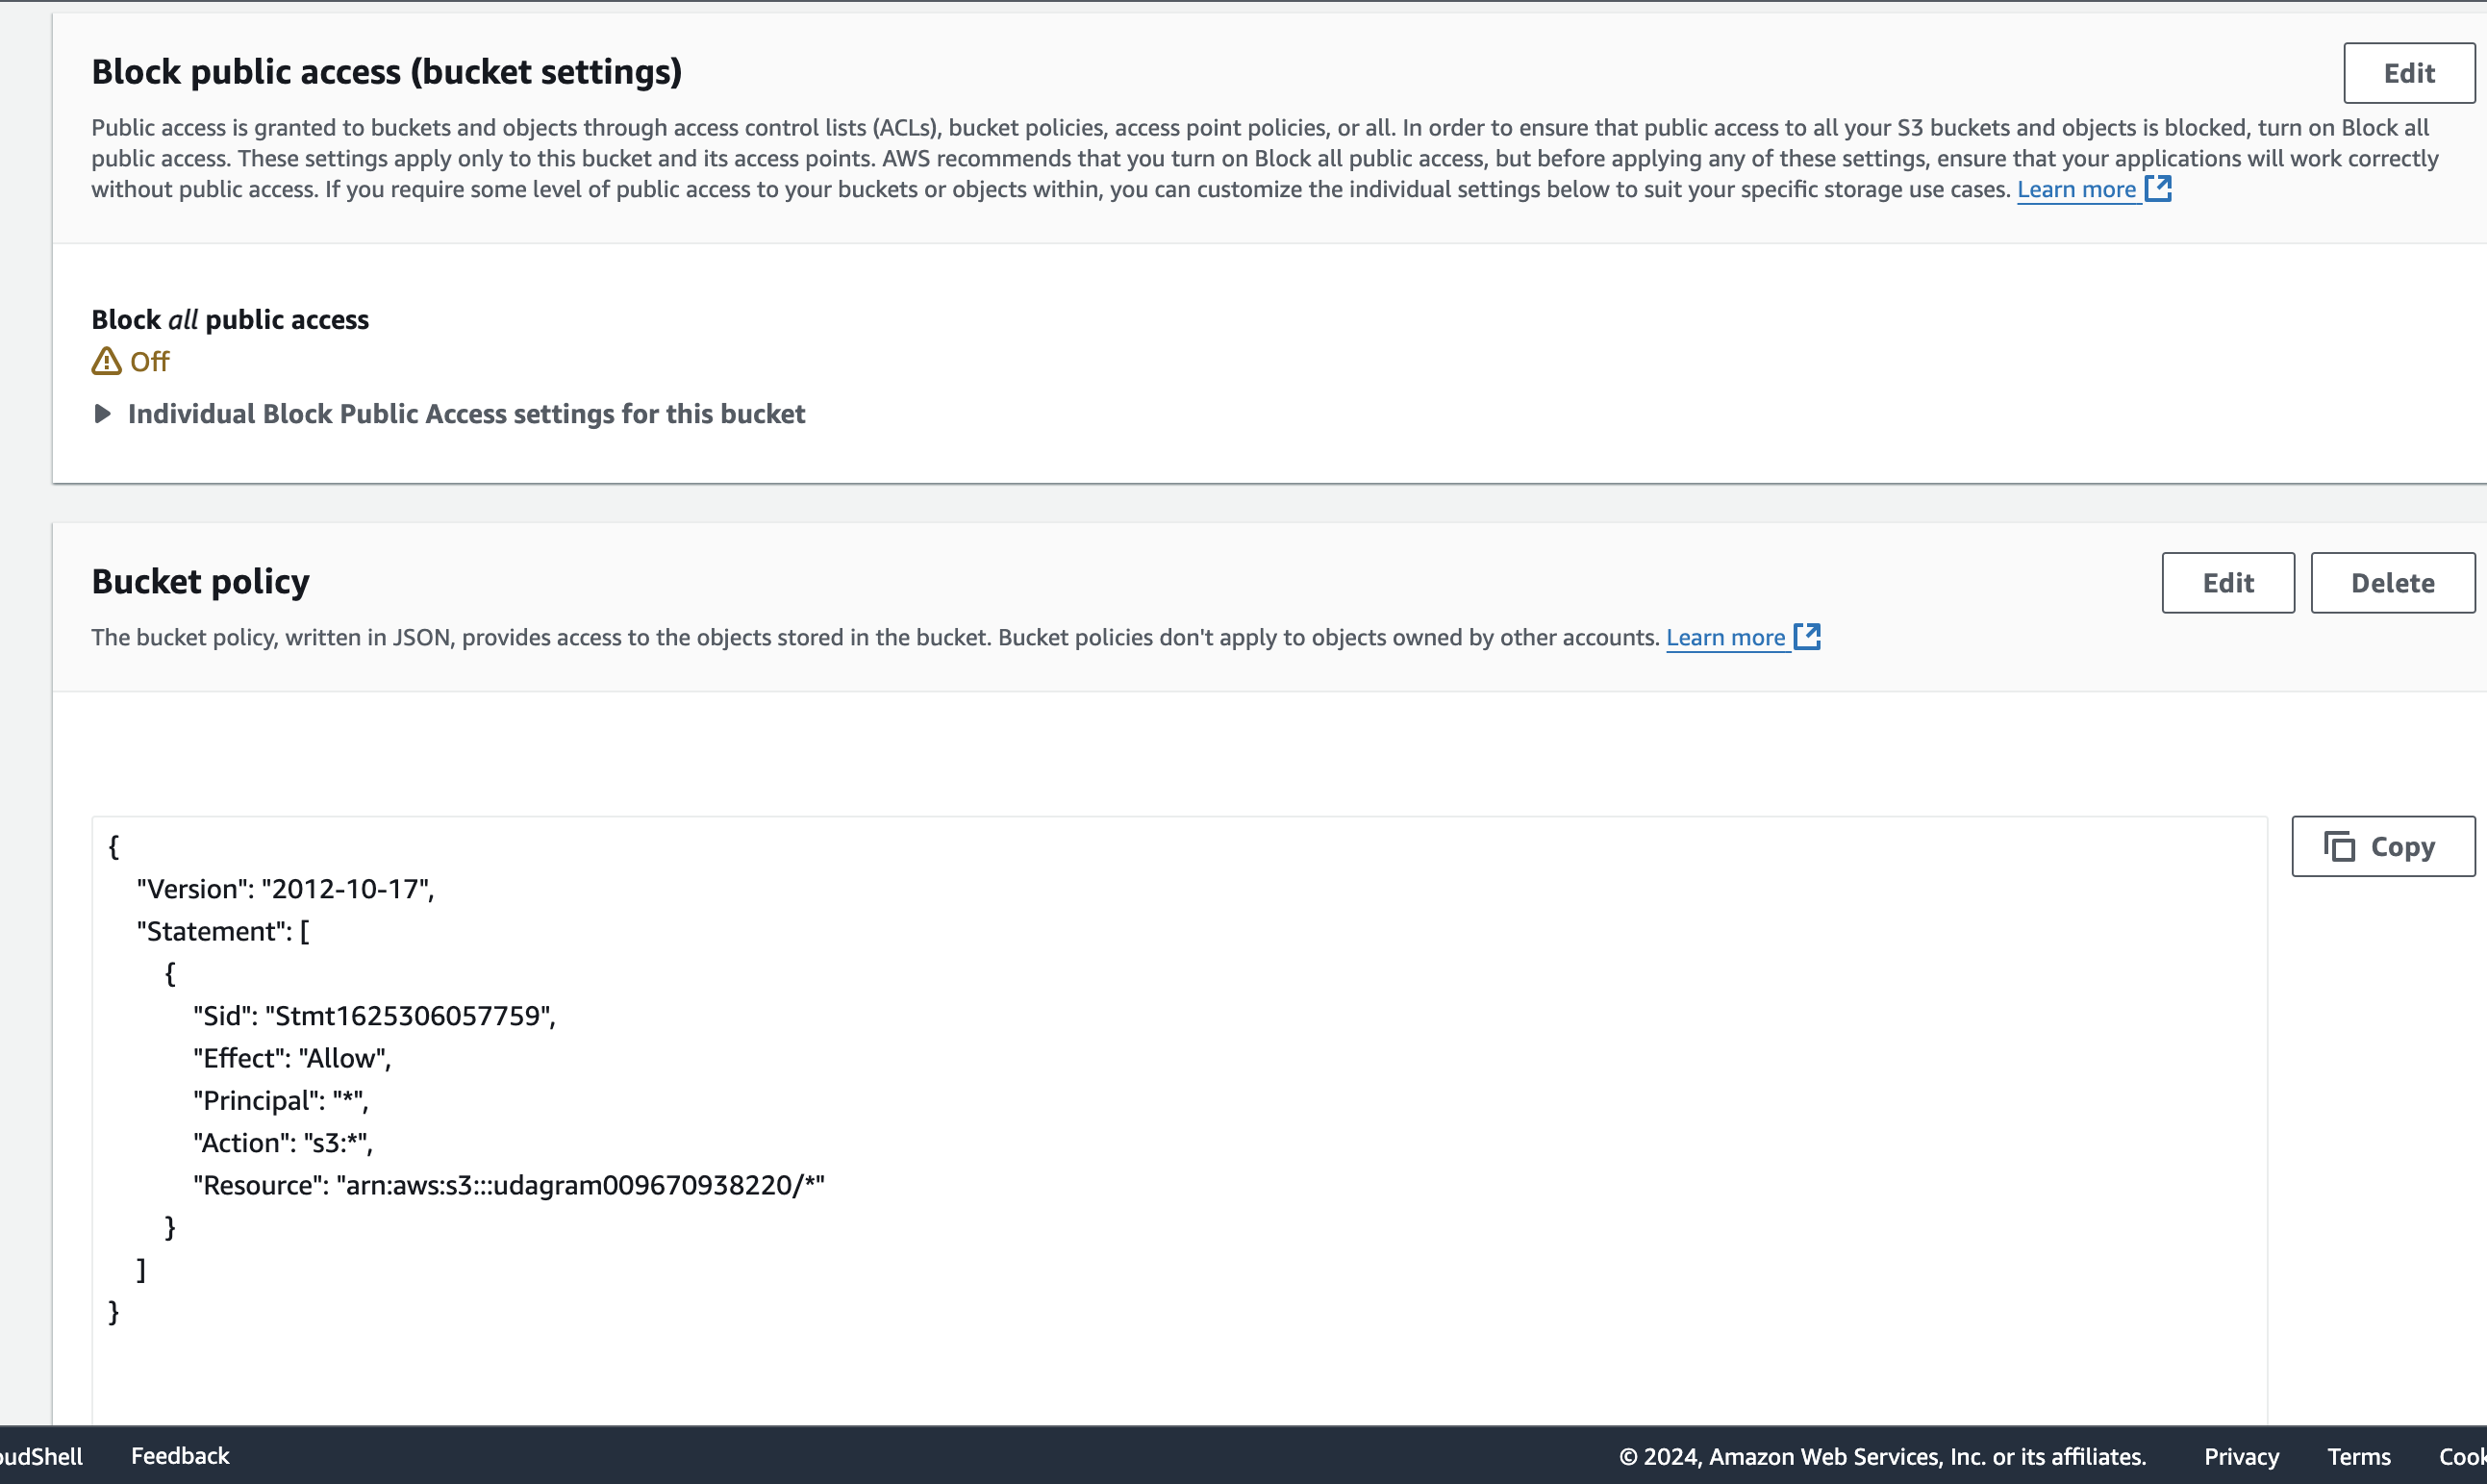 Block public access (bucket settings)
Edit
Public access is granted to buckets and objects through access control lists (ACLs), bucket policies, access point policies, or all. In order to ensure that public access to all your S3 buckets and objects is blocked, turn on Block all
public access. These settings apply only to this bucket and its access points. AWS recommends that you turn on Block all public access, but before applying any of these settings, ensure that your applications will work correctly
without public access. If you require some level of public access to your buckets or objects within, you can customize the individual settings below to suit your specific storage use cases. Learn more
Block all public access
Off
Individual Block Public Access settings for this bucket
Bucket policy
Edit
Delete
The bucket policy, written in JSON, provides access to the objects stored in the bucket. Bucket policies don't apply to objects owned by other accounts. Learn more
Copy
{
"Version": "2012-10-17",
"Statement": [
{
"Sid": "Stmt1625306057759",
"Effect": "Allow",
"Principal": "*",
"Action": "s3:*",
"Resource": "arn:aws:s3:::udagram009670938220/*"
}
]
}
oudShell
Feedback
© 2024, Amazon Web Services, Inc. or its affiliates.
Privacy
Terms
Cook